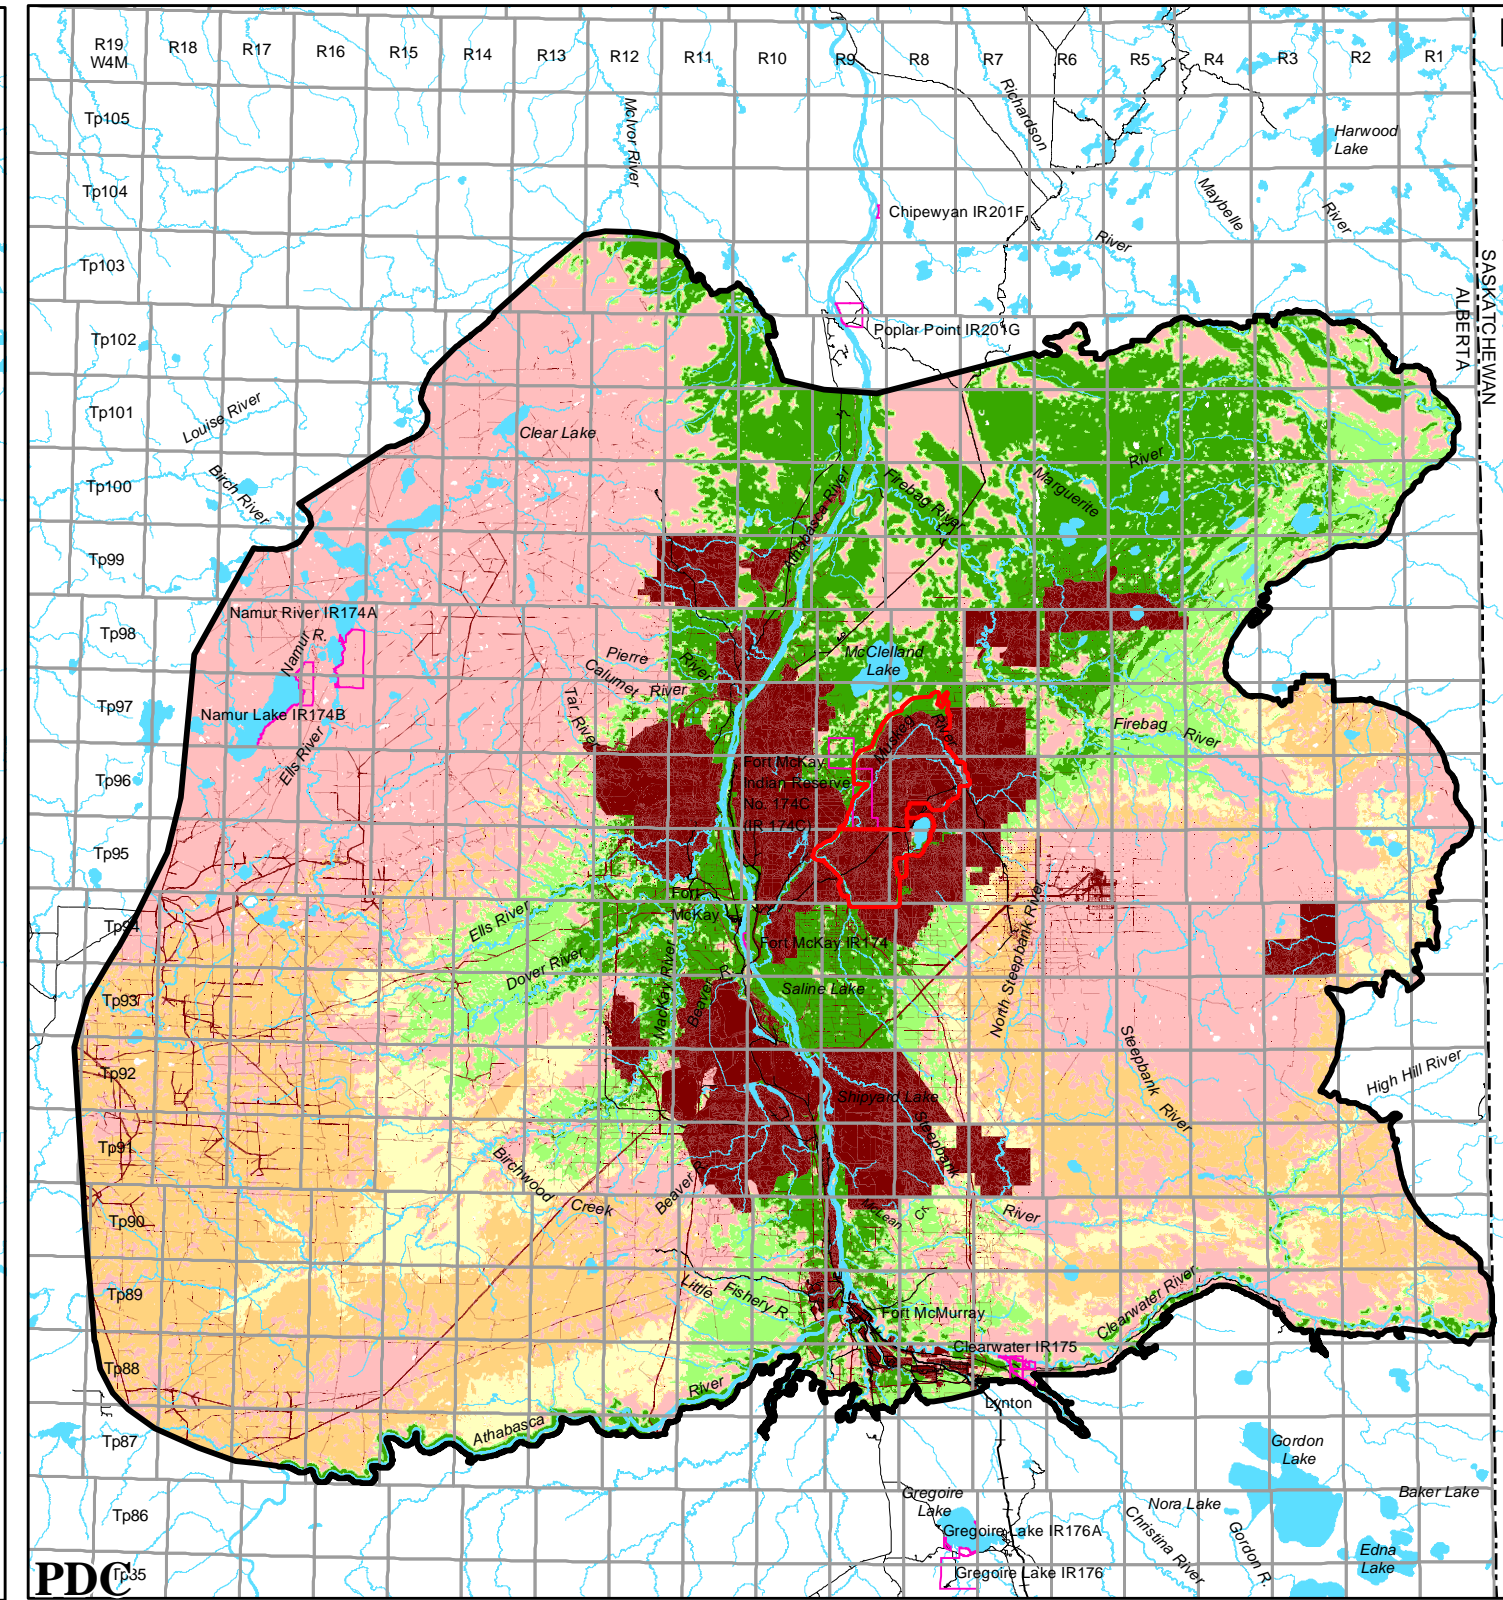 R19
W4M
R18
R17
R16
R15
R14
R13
R12
R11
R10
R9
R8
R7
R6
R5
R4
R3
R2
R1
Tp105
McIvor River
Richardson
Harwood
Lake
Tp104
Chipewyan IR201F
Maybelle
River
River
Tp103
SASKATCHEWAN
ALBERTA
Poplar Point IR201G
Tp102
Tp101
Louise River
Clear Lake
Tp100
Birch River
Athabasca River
Firebag River
Marguerite
River
Tp99
Tp98
Namur River IR174A
Namur
R.
Pierre
River
Calumet River
McClelland
Lake
Tp97
Namur Lake IR174B
Tar River
Muskeg
River
Firebag
River
Ells River
Tp96
Fort McKay
Indian Reserve
No. 174C
(IR 174C)
Tp95
Fort
McKay
Tp94
Ells River
Fort McKay IR174
North Steepbank River
Dover River
MacKay River
Beaver R.
Saline Lake
Tp93
Steepbank
River
Tp92
High Hill River
Shipyard Lake
Steepbank
River
Tp91
Birchwood
Creek
Beaver R.
McLean
Cr.
Tp90
Tp89
Little
Fishery R.
Fort McMurray
Clearwater River
Clearwater IR175
Tp88
River
Athabasca
Lynton
Tp87
Gordon
Lake
Gregoire
Lake
Nora Lake
Baker Lake
Tp86
Gregoire Lake IR176A
Christina River
Gordon R.
Edna
Lake
Gregoire Lake IR176
Tp85
PDC